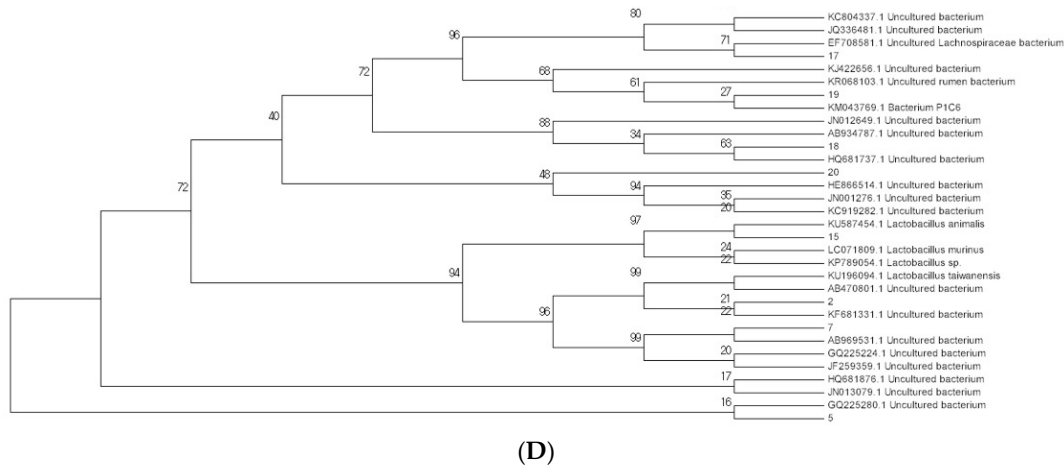 80
KC804337.1 Uncultured bacterium
JQ336481.1 Uncultured bacterium
96
71
EF708581.1 Uncultured Lachnospiraceae bacterium
17
72
68
KJ422656.1 Uncultured bacterium
61
KR068103.1 Uncultured rumen bacterium
27
19
KM043769.1 Bacterium P1C6
40
88
JN012649.1 Uncultured bacterium
34
AB934787.1 Uncultured bacterium
63
18
HQ681737.1 Uncultured bacterium
72
48
20
94
HE866514.1 Uncultured bacterium
35
JN001276.1 Uncultured bacterium
20
KC919282.1 Uncultured bacterium
97
KU587454.1 Lactobacillus animalis
15
24
LC071809.1 Lactobacillus murinus
22
KP789054.1 Lactobacillus sp.
94
99
KU196094.1 Lactobacillus taiwanensis
AB470801.1 Uncultured bacterium
21
2
22
KF681331.1 Uncultured bacterium
96
99
7
AB969531.1 Uncultured bacterium
20
GQ225224.1 Uncultured bacterium
JF259359.1 Uncultured bacterium
17
HQ681876.1 Uncultured bacterium
JN013079.1 Uncultured bacterium
16
GQ225280.1 Uncultured bacterium
5
(D)